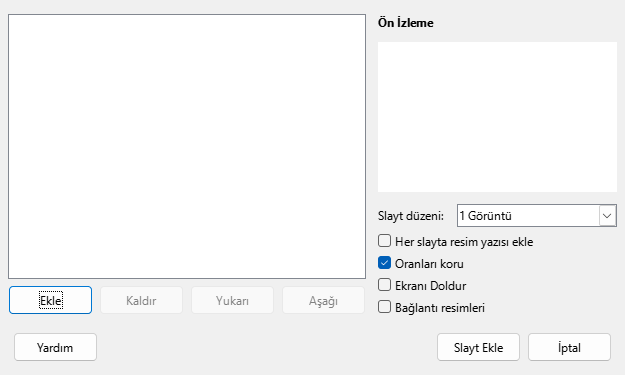 Ön İzleme
Slayt düzeni: 1 Görüntü
Her slayta resim yazısı ekle
Oranları koru
Ekranı Doldur
Bağlantı resimleri
Ekle Kaldır Yukarı Aşağı
Yardım Slayt Ekle İptal